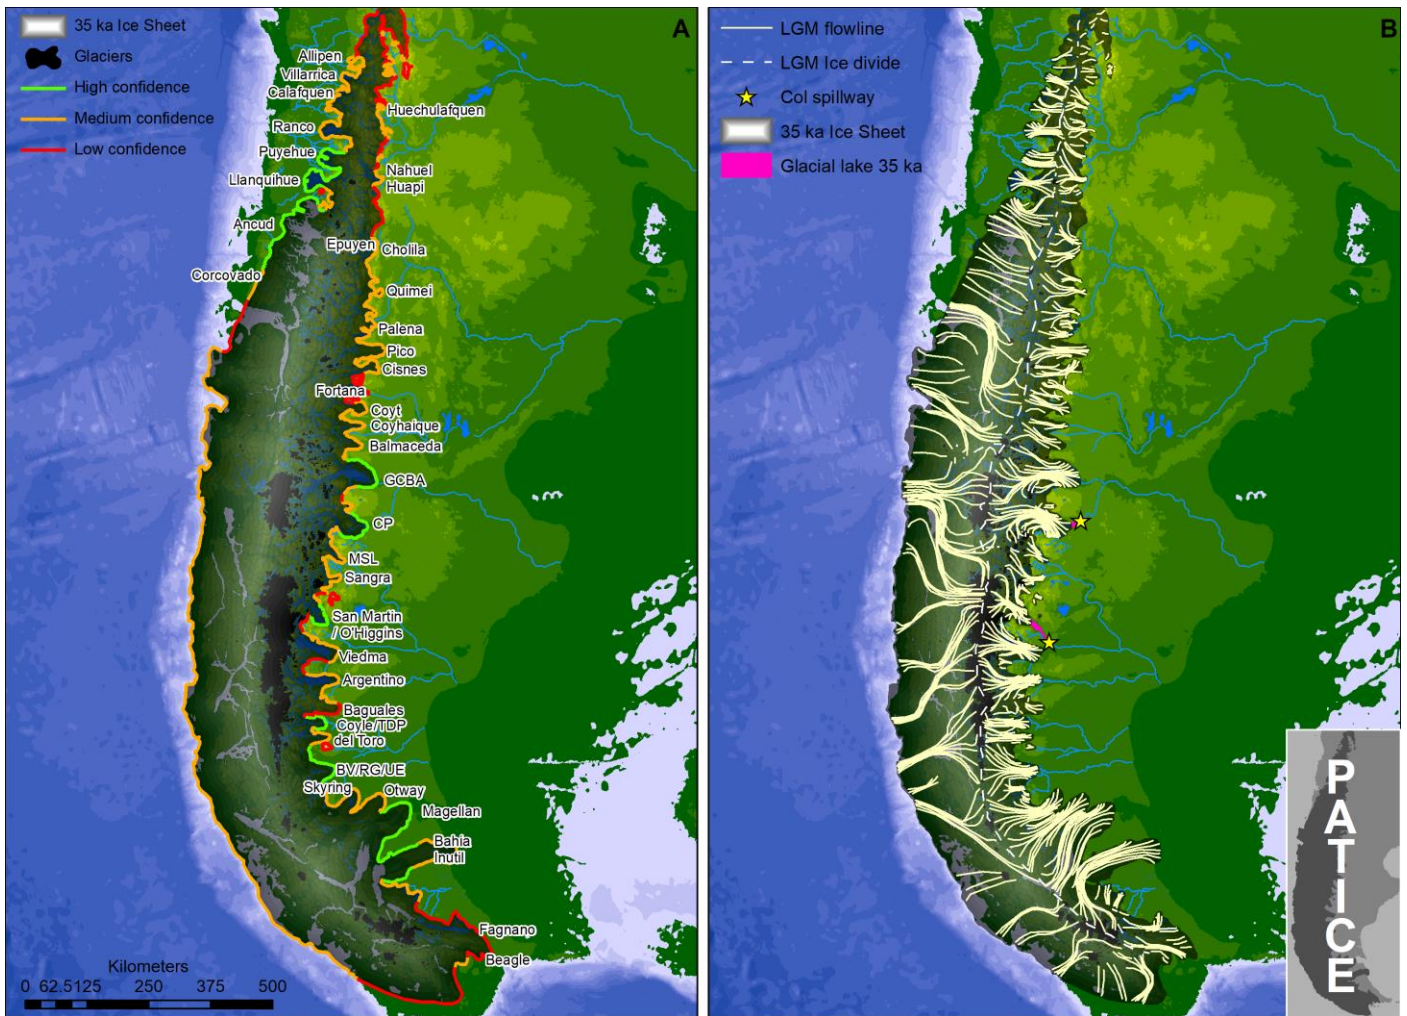 35 ka Ice Sheet
Glaciers
High confidence
Medium confidence
Low confidence
A
Allipen
Villarrica
Calafquen
Huechulafquen
Ranco
Puyehue
Nahuel
Huapi
Llanquihue
Ancud
Epuyen
Cholila
Corcovado
Quimei
Palena
Pico
Cisnes
Fortana
Coyt
Coyhaique
Balmaceda
GCBA
CP
MSL
Sangra
San Martin
/ O'Higgins
Viedma
Argentino
Baguales
Coyle/TDP
del Toro
BV/RG/UE
Skyring
Otway
Magellan
Bahia
Inutil
Fagnano
Beagle
Kilometers
0 62.5 125 250 375 500
LGM flowline
LGM Ice divide
Col spillway
35 ka Ice Sheet
Glacial lake 35 ka
B
PATICE